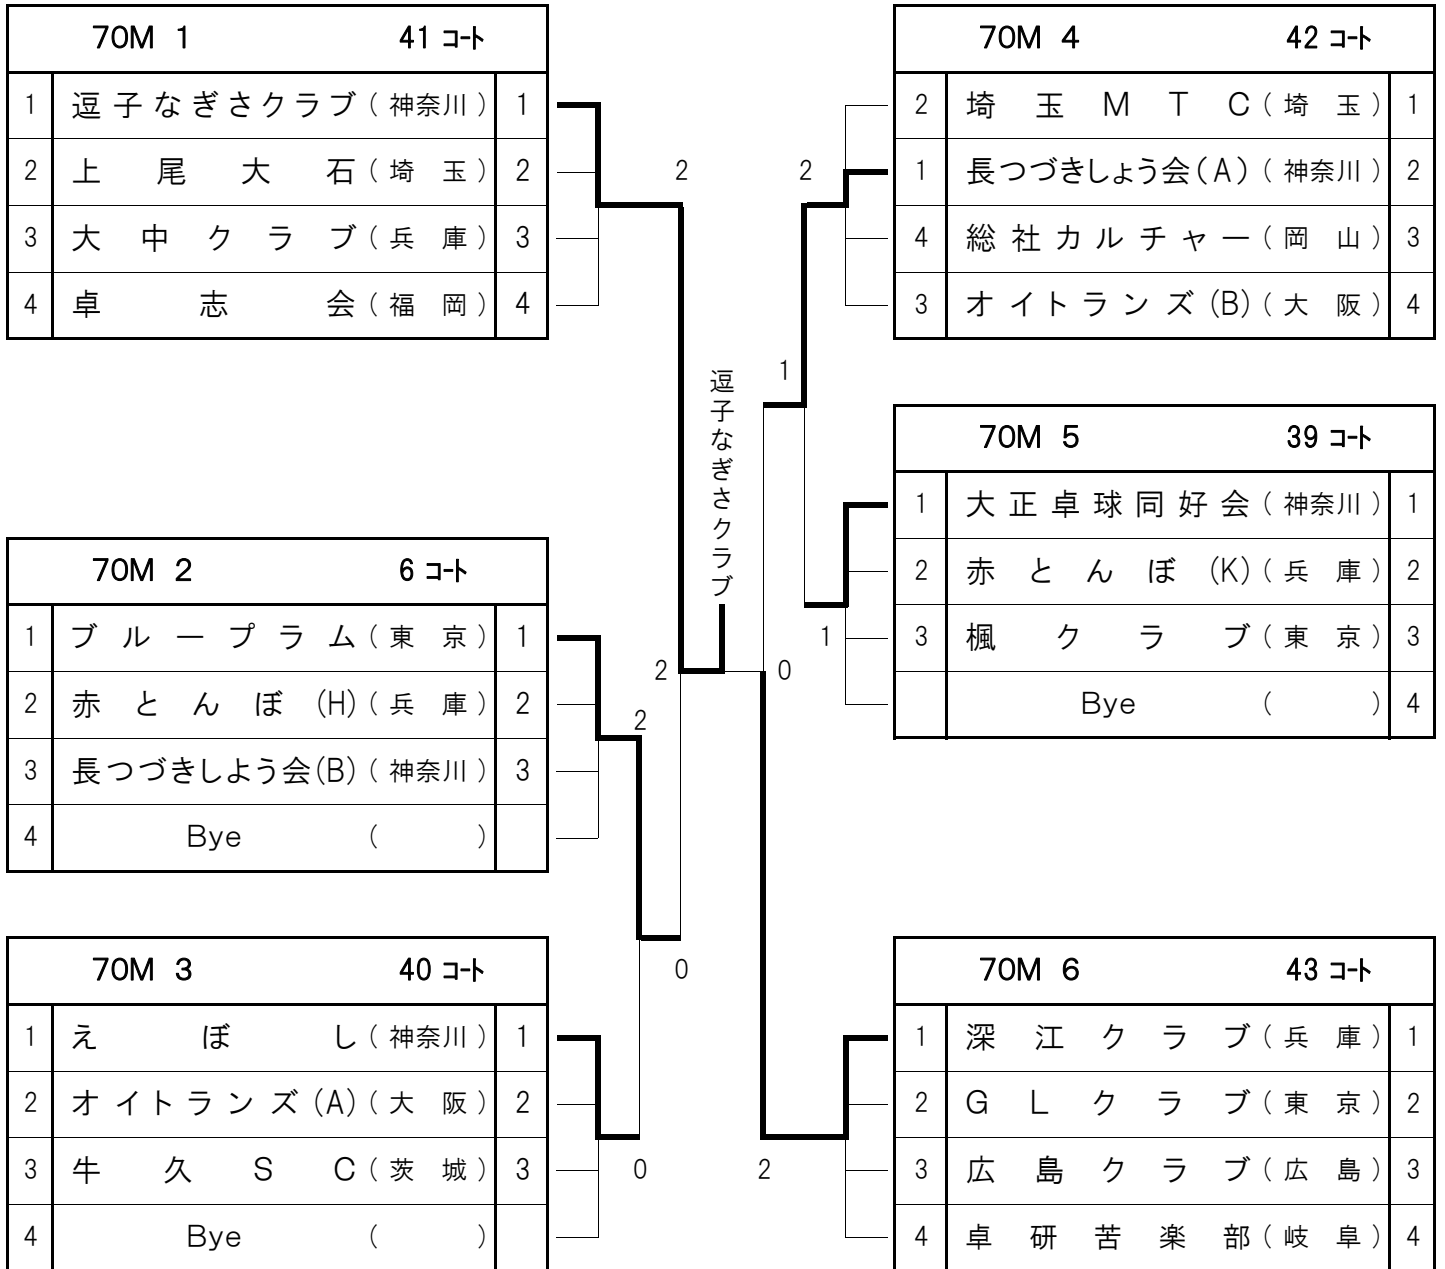 70M 1 41 コート
1 逗子なぎさクラブ(神奈川) 1
2 上尾大石(埼玉) 2
3 大中クラブ(兵庫) 3
4 卓志会(福岡) 4
70M 2 6 コート
1 ブループラム(東京) 1
2 赤とんぼ(H)(兵庫) 2
3 長つづきしよう会(B)(神奈川) 3
4 Bye ( )
70M 3 40 コート
1 えぼし(神奈川) 1
2 オイトランズ(A)(大阪) 2
3 牛久SC(茨城) 3
4 Bye ( )
2
2
0
0
2
逗子なぎさクラブ
2
1
1
0
2
70M 4 42 コート
2 埼玉MTC(埼玉) 1
1 長つづきしょう会(A)(神奈川) 2
4 総社カルチャー(岡山) 3
3 オイトランズ(B)(大阪) 4
70M 5 39 コート
1 大正卓球同好会(神奈川) 1
2 赤とんぼ(K)(兵庫) 2
3 楓クラブ(東京) 3
Bye ( ) 4
70M 6 43 コート
1 深江クラブ(兵庫) 1
2 GLクラブ(東京) 2
3 広島クラブ(広島) 3
4 卓研苦楽部(岐阜) 4